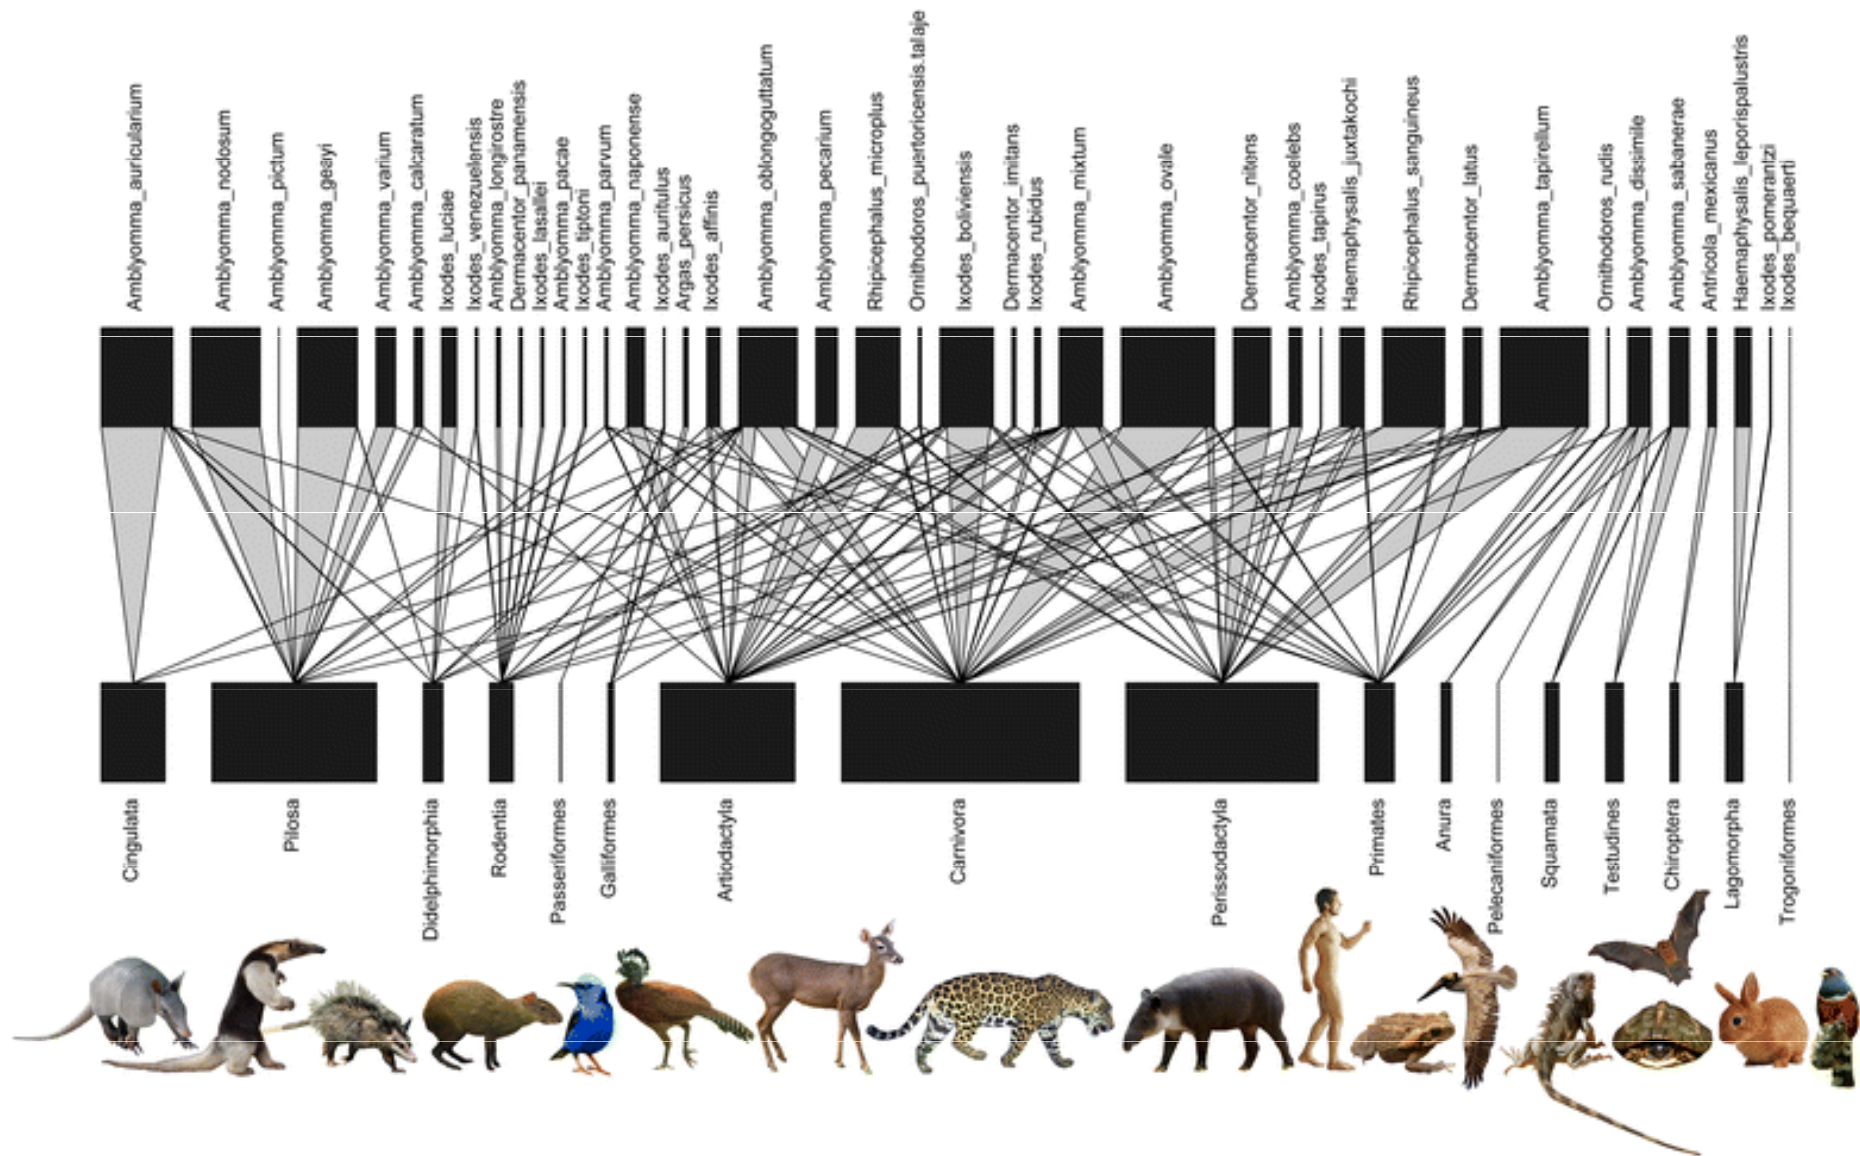 Amblyomma_auricularium
Amblyomma_nodosum
Amblyomma_pictum
Amblyomma_geayi
Amblyomma_varium
Amblyomma_calcaratum
Ixodes_luciae
Ixodes_venezuelensis
Amblyomma_longirostre
Dermacentor_panamensis
Ixodes_lasallei
Amblyomma_pacae
Ixodes_tiptoni
Amblyomma_parvum
Amblyomma_naponense
Ixodes_auritulus
Argas_persicus
Ixodes_affinis
Amblyomma_oblongoguttatum
Amblyomma_pecarium
Rhipicephalus_microplus
Ornithodoros_puertoricensis.talaje
Ixodes_boliviensis
Dermacentor_imitans
Ixodes_rubidus
Amblyomma_mixtum
Amblyomma_ovale
Dermacentor_nitens
Amblyomma_coelebs
Ixodes_tapirus
Haemaphysalis_juxtakochi
Rhipicephalus_sanguineus
Dermacentor_latus
Amblyomma_tapirellum
Ornithodoros_rudis
Amblyomma_dissimile
Amblyomma_sabanerae
Antricola_mexicanus
Haemaphysalis_leporispalustris
Ixodes_pomerantzi
Ixodes_bequaerti
Cingulata
Pilosa
Didelphimorphia
Rodentia
Passeriformes
Galliformes
Artiodactyla
Carnivora
Perissodactyla
Primates
Anura
Pelecaniformes
Squamata
Testudines
Chiroptera
Lagomorpha
Trogoniformes